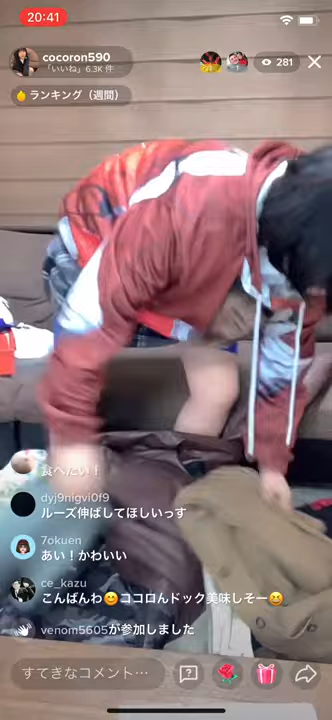 20:41
cocoron590
「いいね」6.3K 件
281
ランキング（週間）
食べたい！
dyj9nigvi0f9
ルーズ伸ばしてほしいっす
7okuen
あい！かわいい
ce_kazu
こんばんわ😃ココロんドック美味しそー😆
venom5605が参加しました
すてきなコメント…